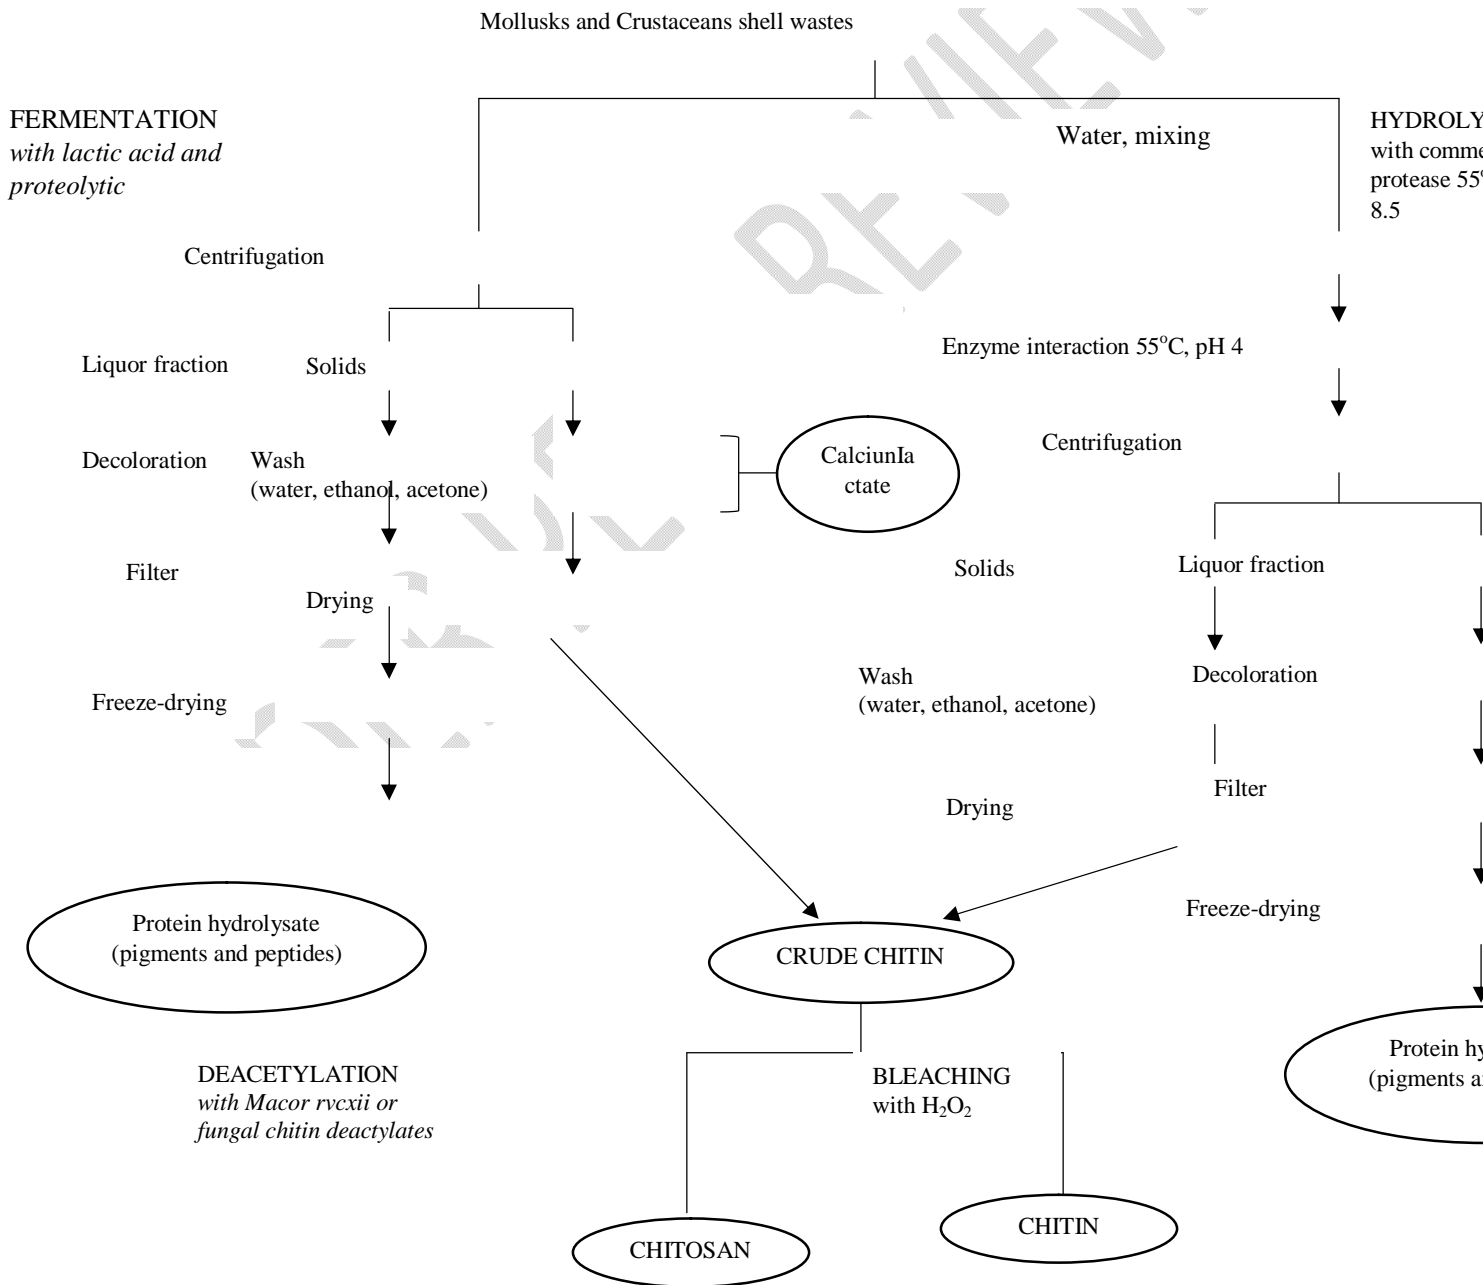 Mollusks and Crustaceans shell wastes
FERMENTATION
with lactic acid and
proteolytic
Water, mixing
HYDROLY
with comme
protease 55°
8.5
Centrifugation
Enzyme interaction 55°C, pH 4
Liquor fraction
Solids
Centrifugation
Decoloration
Wash
(water, ethanol, acetone)
CalciunIa
ctate
Filter
Drying
Solids
Liquor fraction
Freeze-drying
Wash
(water, ethanol, acetone)
Decoloration
Drying
Filter
Protein hydrolysate
(pigments and peptides)
CRUDE CHITIN
Freeze-drying
DEACETYLATION
with Macor rvcxii or
fungal chitin deactylates
BLEACHING
with H₂O₂
Protein hy
(pigments a
CHITOSAN
CHITIN